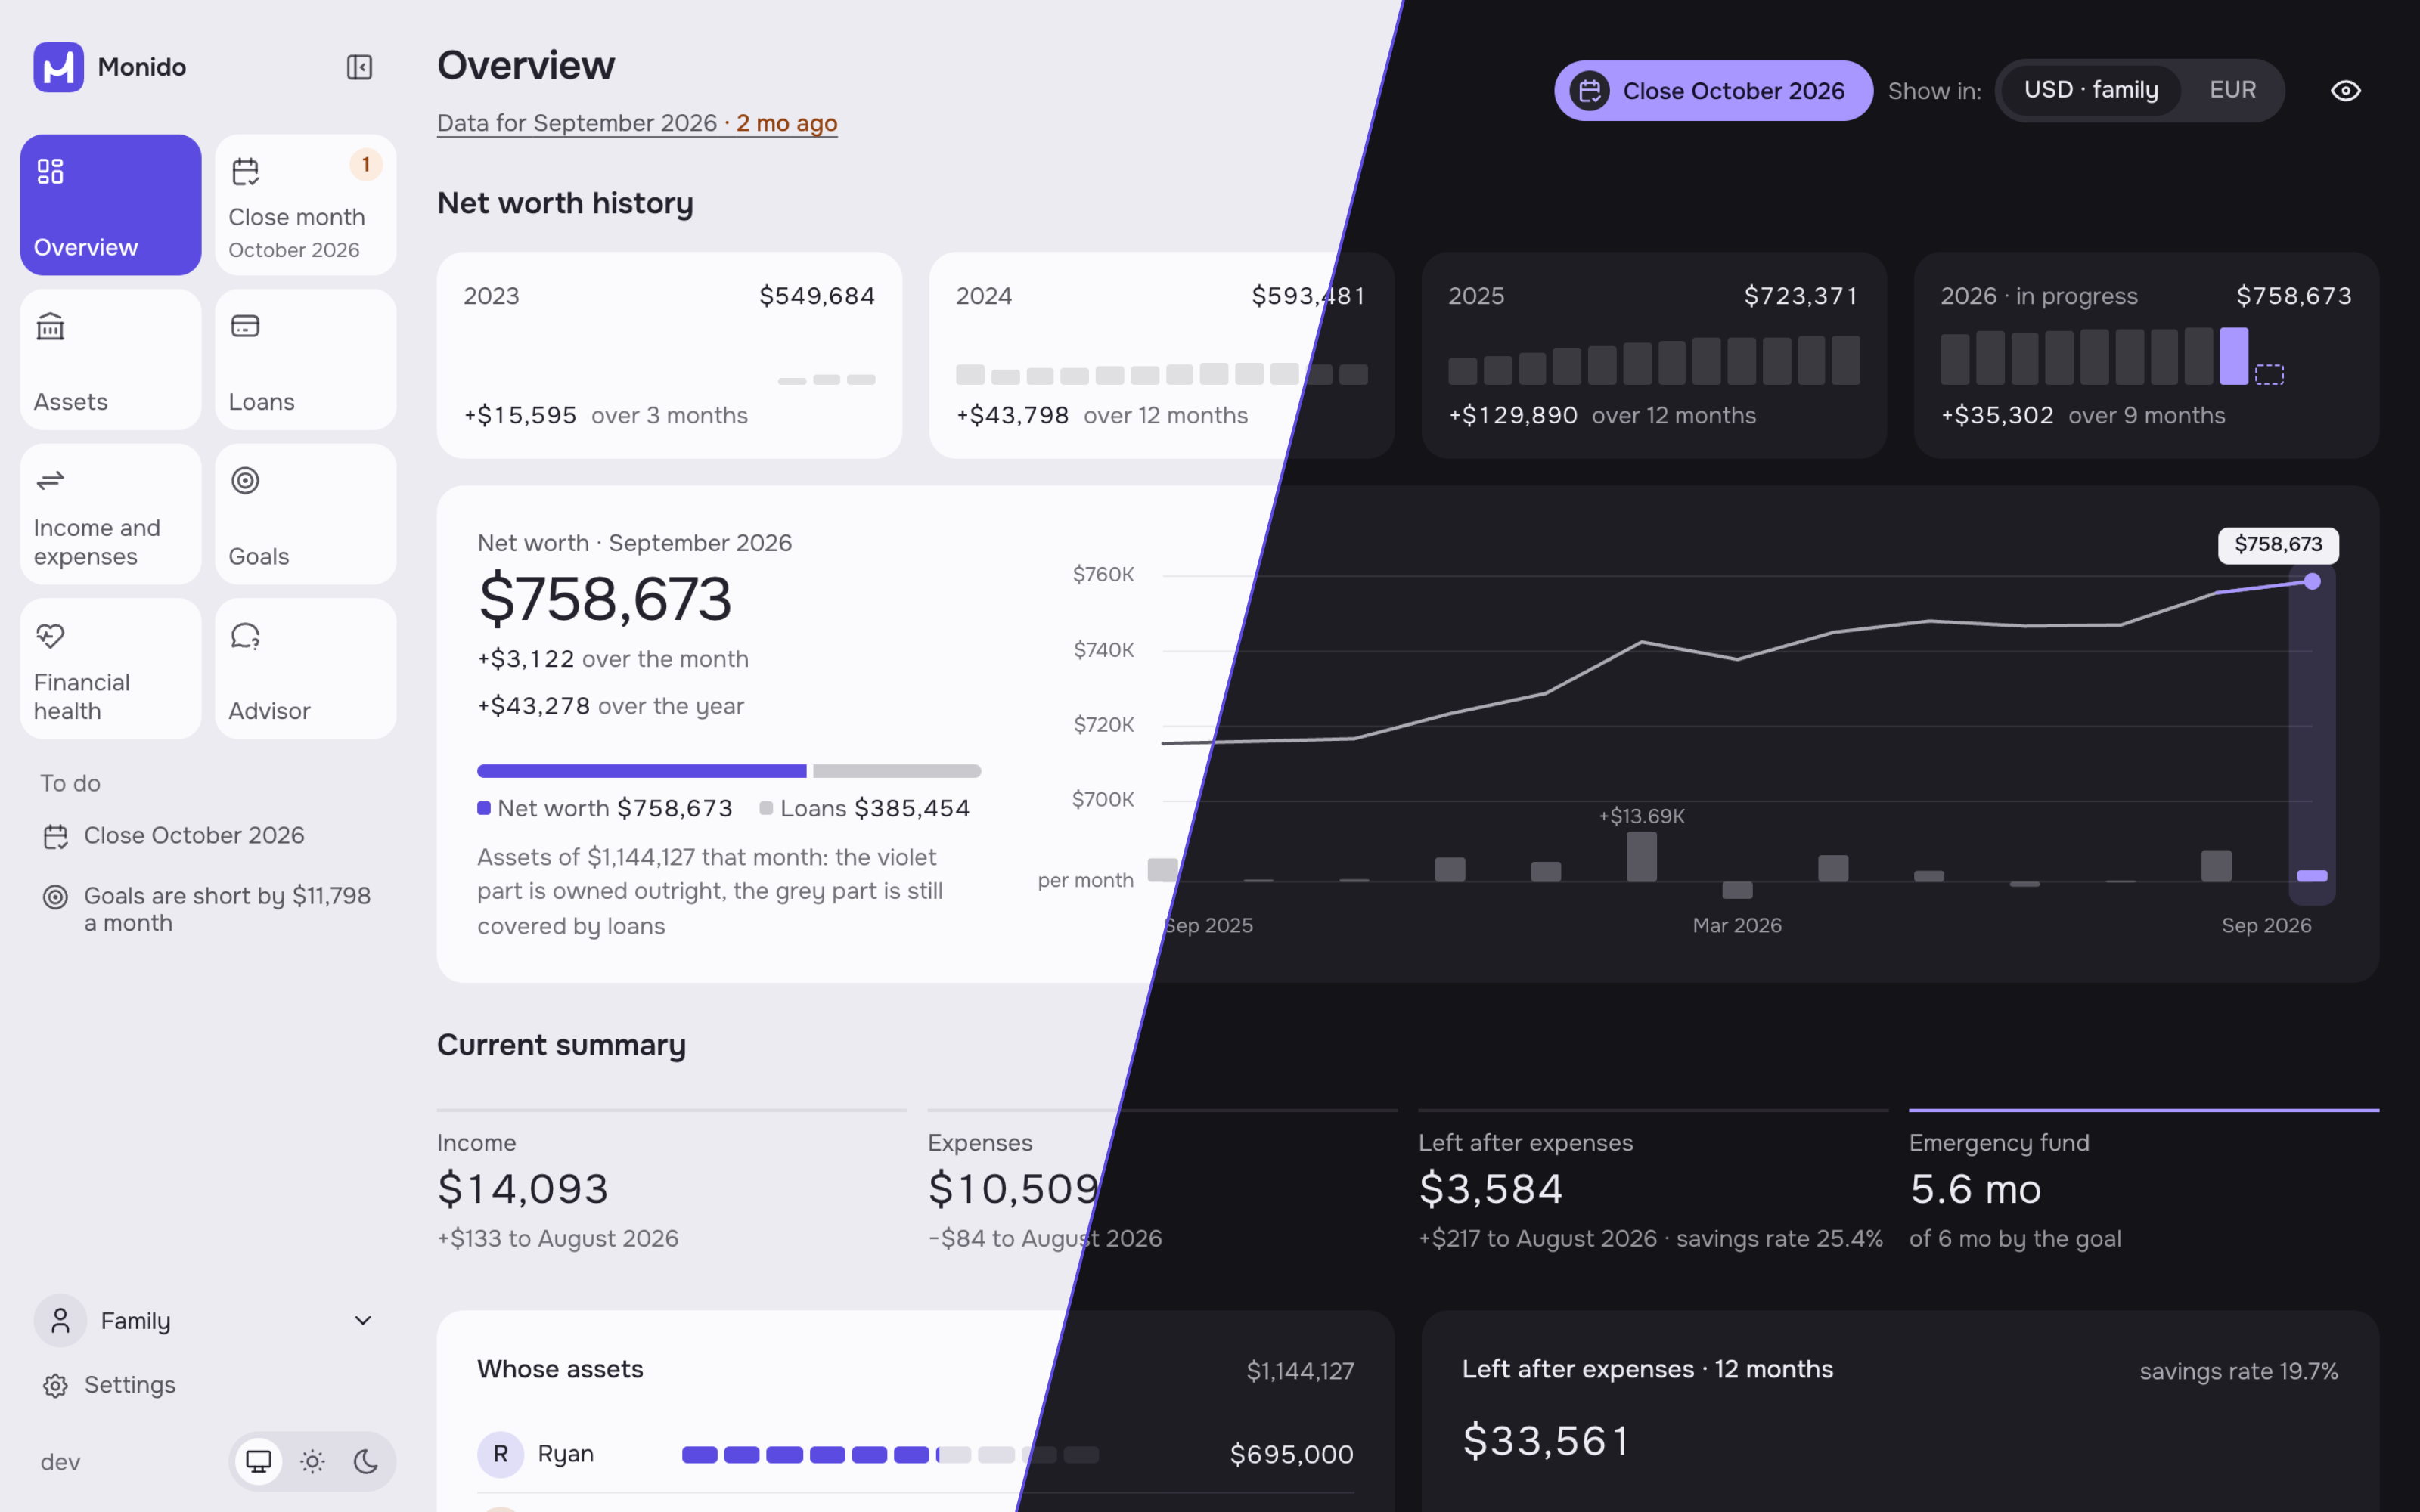 Monido
Overview
Close month
October 2026
1
Assets
Loans
Income and
expenses
Goals
Financial
health
Advisor
To do
Close October 2026
Goals are short by $11,798
a month
Family
Settings
dev
Overview
Data for September 2026 · 2 mo ago
Close October 2026
Show in:
USD · family
EUR
Net worth history
2023
$549,684
+$15,595 over 3 months
2024
$593,481
+$43,798 over 12 months
2025
$723,371
+$129,890 over 12 months
2026 · in progress
$758,673
+$35,302 over 9 months
Net worth · September 2026
$758,673
+$3,122 over the month
+$43,278 over the year
Net worth $758,673
Loans $385,454
Assets of $1,144,127 that month: the violet
part is owned outright, the grey part is still
covered by loans
$758,673
$760K
$740K
$720K
$700K
+$13.69K
per month
Sep 2025
Mar 2026
Sep 2026
Current summary
Income
$14,093
+$133 to August 2026
Expenses
$10,509
−$84 to August 2026
Left after expenses
$3,584
+$217 to August 2026 · savings rate 25.4%
Emergency fund
5.6 mo
of 6 mo by the goal
Whose assets
$1,144,127
R
Ryan
$695,000
Left after expenses · 12 months
savings rate 19.7%
$33,561